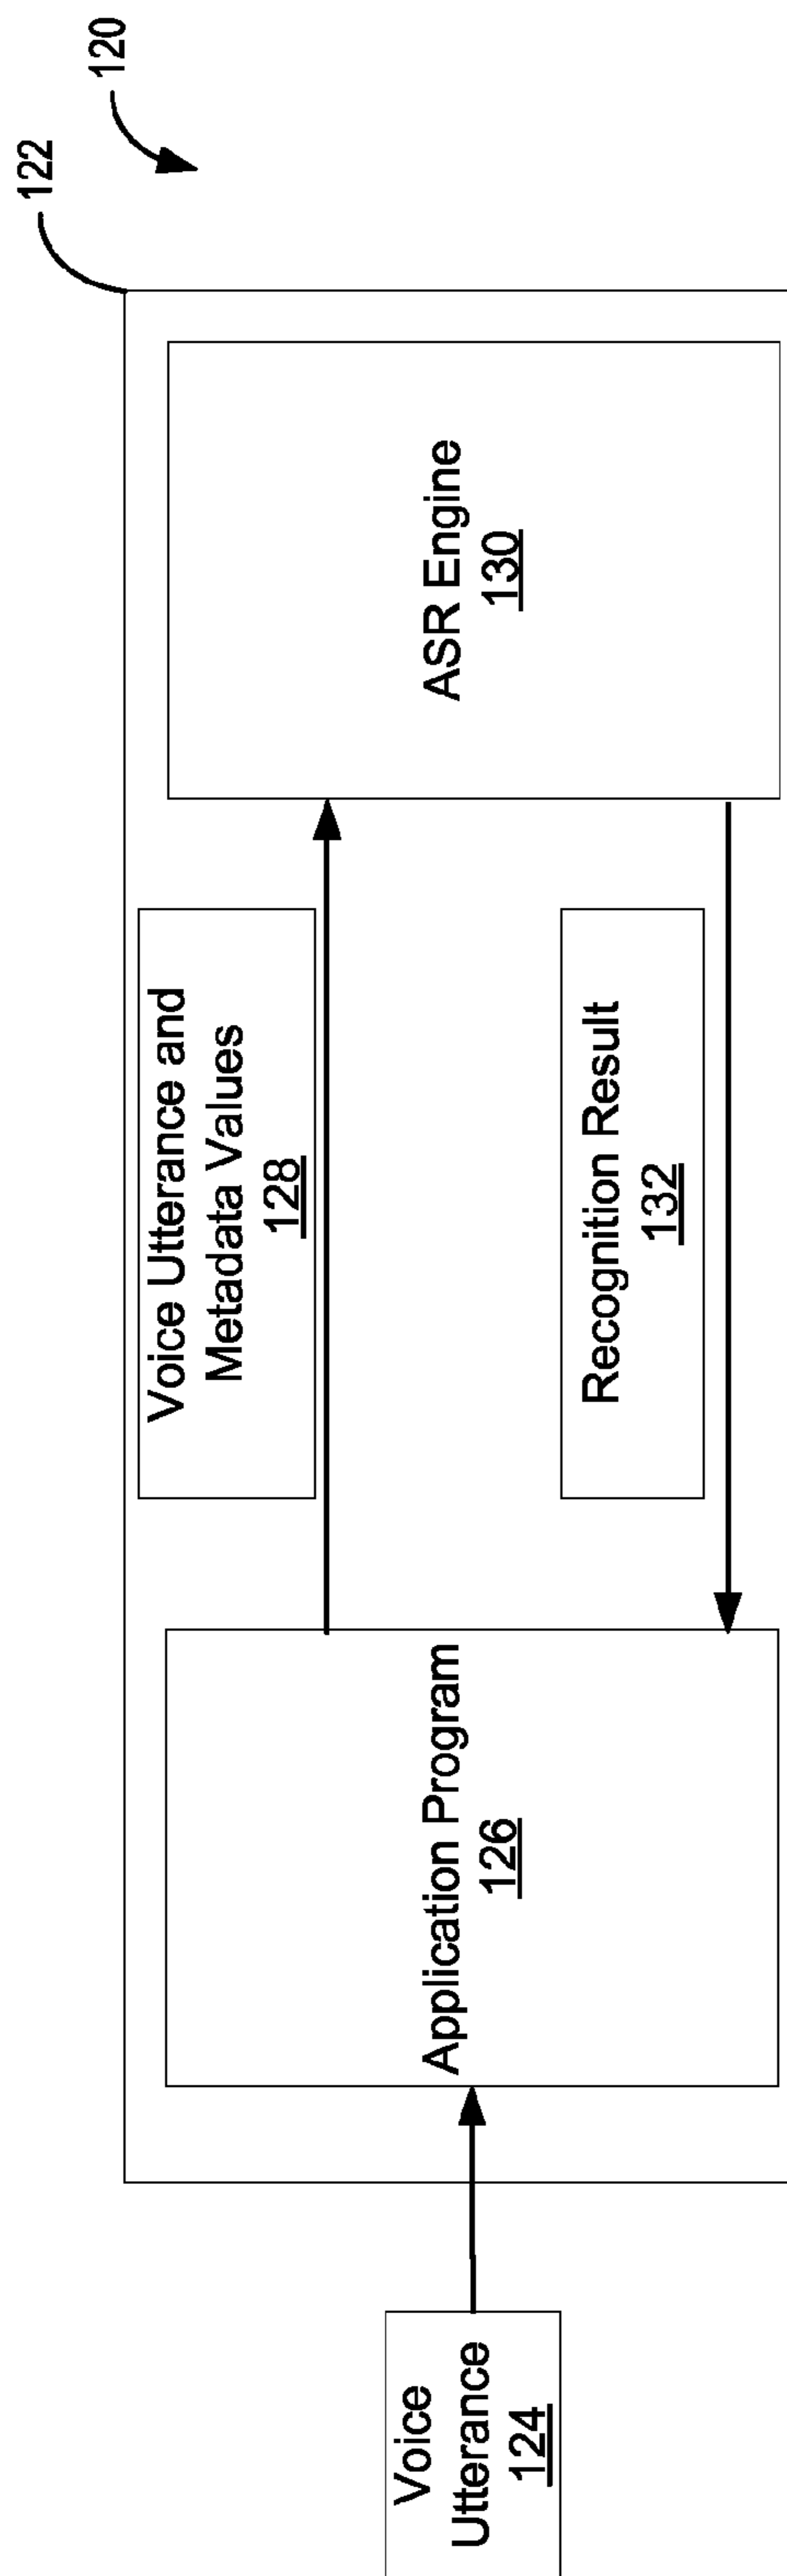 120
122
Voice Utterance and
Metadata Values
128
Voice
Utterance
124
Application Program
126
ASR Engine
130
Recognition Result
132